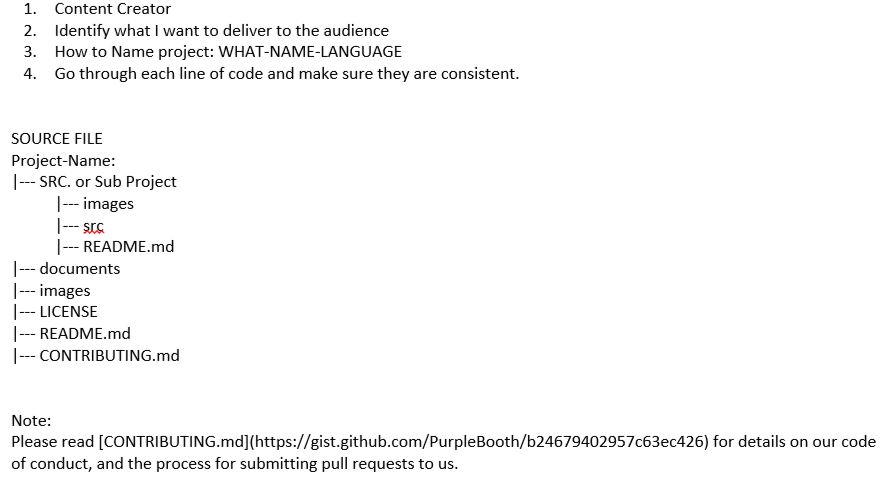 1. Content Creator
2. Identify what I want to deliver to the audience
3. How to Name project: WHAT-NAME-LANGUAGE
4. Go through each line of code and make sure they are consistent.
SOURCE FILE
Project-Name:
|--- SRC. or Sub Project
|--- images
|--- src
|--- README.md
|--- documents
|--- images
|--- LICENSE
|--- README.md
|--- CONTRIBUTING.md
Note:
Please read [CONTRIBUTING.md](https://gist.github.com/PurpleBooth/b24679402957c63ec426) for details on our code
of conduct, and the process for submitting pull requests to us.